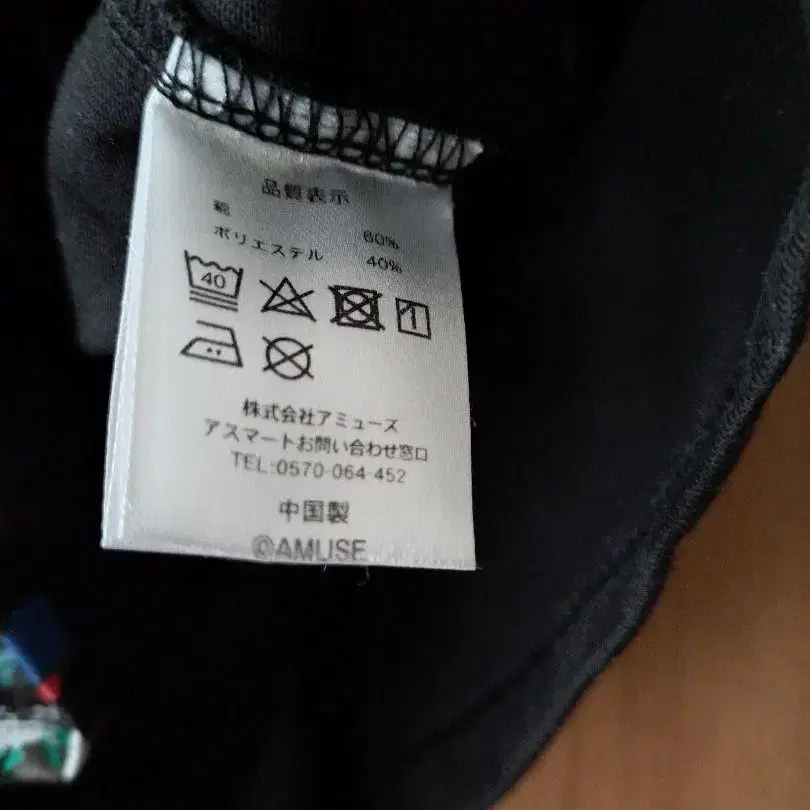 品質表示
綿 60%
ポリエステル 40%
40
株式会社アミューズ
アスマートお問い合わせ窓口
TEL:0570-064-452
中国製
©AMUSE